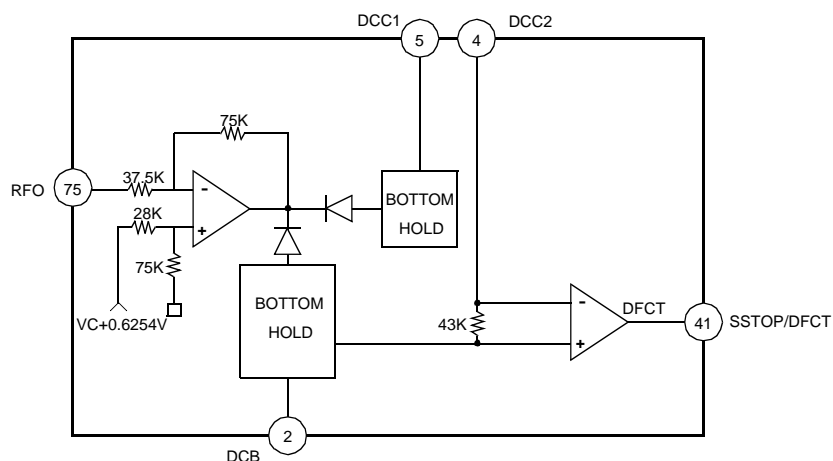 DCC1
5
4
DCC2
75K
RFO
75
37.5K
-
28K
+
75K
VC+0.6254V
BOTTOM
HOLD
BOTTOM
HOLD
43K
-
+
DFCT
41
SSTOP/DFCT
2
DCB